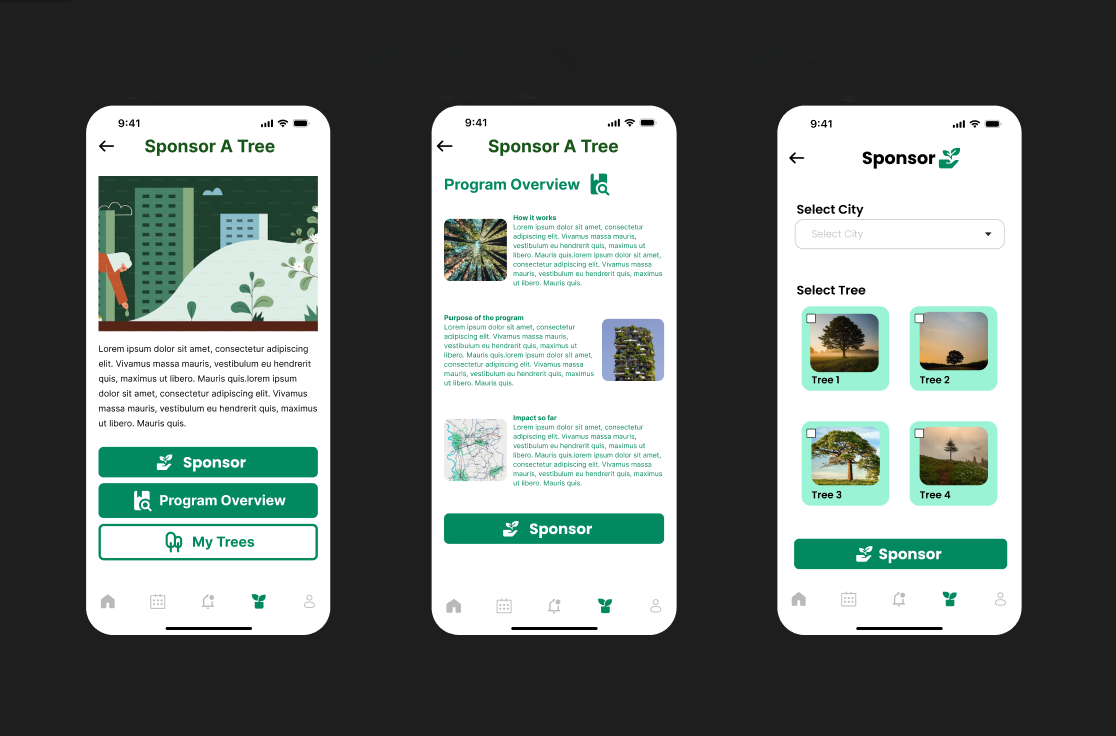 9:41
Sponsor A Tree
Lorem ipsum dolor sit amet, consectetur adipiscing
elit. Vivamus massa mauris, vestibulum eu hendrerit
quis, maximus ut libero. Mauris quis.lorem ipsum
dolor sit amet, consectetur adipiscing elit. Vivamus
massa mauris, vestibulum eu hendrerit quis, maximus
ut libero. Mauris quis.
Sponsor
Program Overview
My Trees
9:41
Sponsor A Tree
Program Overview
How it works
Lorem ipsum dolor sit amet, consectetur
adipiscing elit. Vivamus massa mauris,
vestibulum eu hendrerit quis, maximus ut
libero. Mauris quis.lorem ipsum dolor sit amet,
consectetur adipiscing elit. Vivamus massa
mauris, vestibulum eu hendrerit quis, maximus
ut libero. Mauris quis.
Purpose of the program
Lorem ipsum dolor sit amet, consectetur
adipiscing elit. Vivamus massa mauris,
vestibulum eu hendrerit quis, maximus ut
libero. Mauris quis.lorem ipsum dolor sit amet,
consectetur adipiscing elit. Vivamus massa
mauris, vestibulum eu hendrerit quis, maximus
ut libero. Mauris quis.
Impact so far
Lorem ipsum dolor sit amet, consectetur
adipiscing elit. Vivamus massa mauris,
vestibulum eu hendrerit quis, maximus ut
libero. Mauris quis.lorem ipsum dolor sit amet,
consectetur adipiscing elit. Vivamus massa
mauris, vestibulum eu hendrerit quis, maximus
ut libero. Mauris quis.
Sponsor
9:41
Sponsor
Select City
Select City
Select Tree
Tree 1
Tree 2
Tree 3
Tree 4
Sponsor